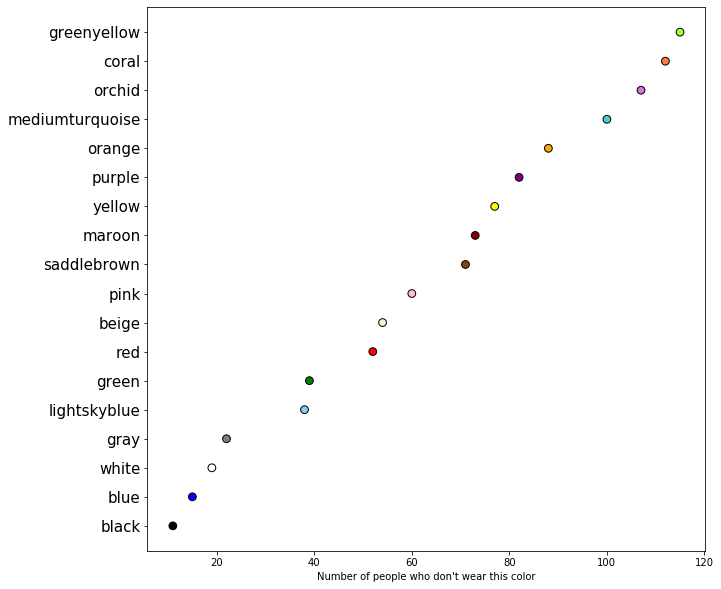 greenyellow
coral
orchid
mediumturquoise
orange
purple
yellow
maroon
saddlebrown
pink
beige
red
green
lightskyblue
gray
white
blue
black
20 40 60 80 100 120
Number of people who don't wear this color